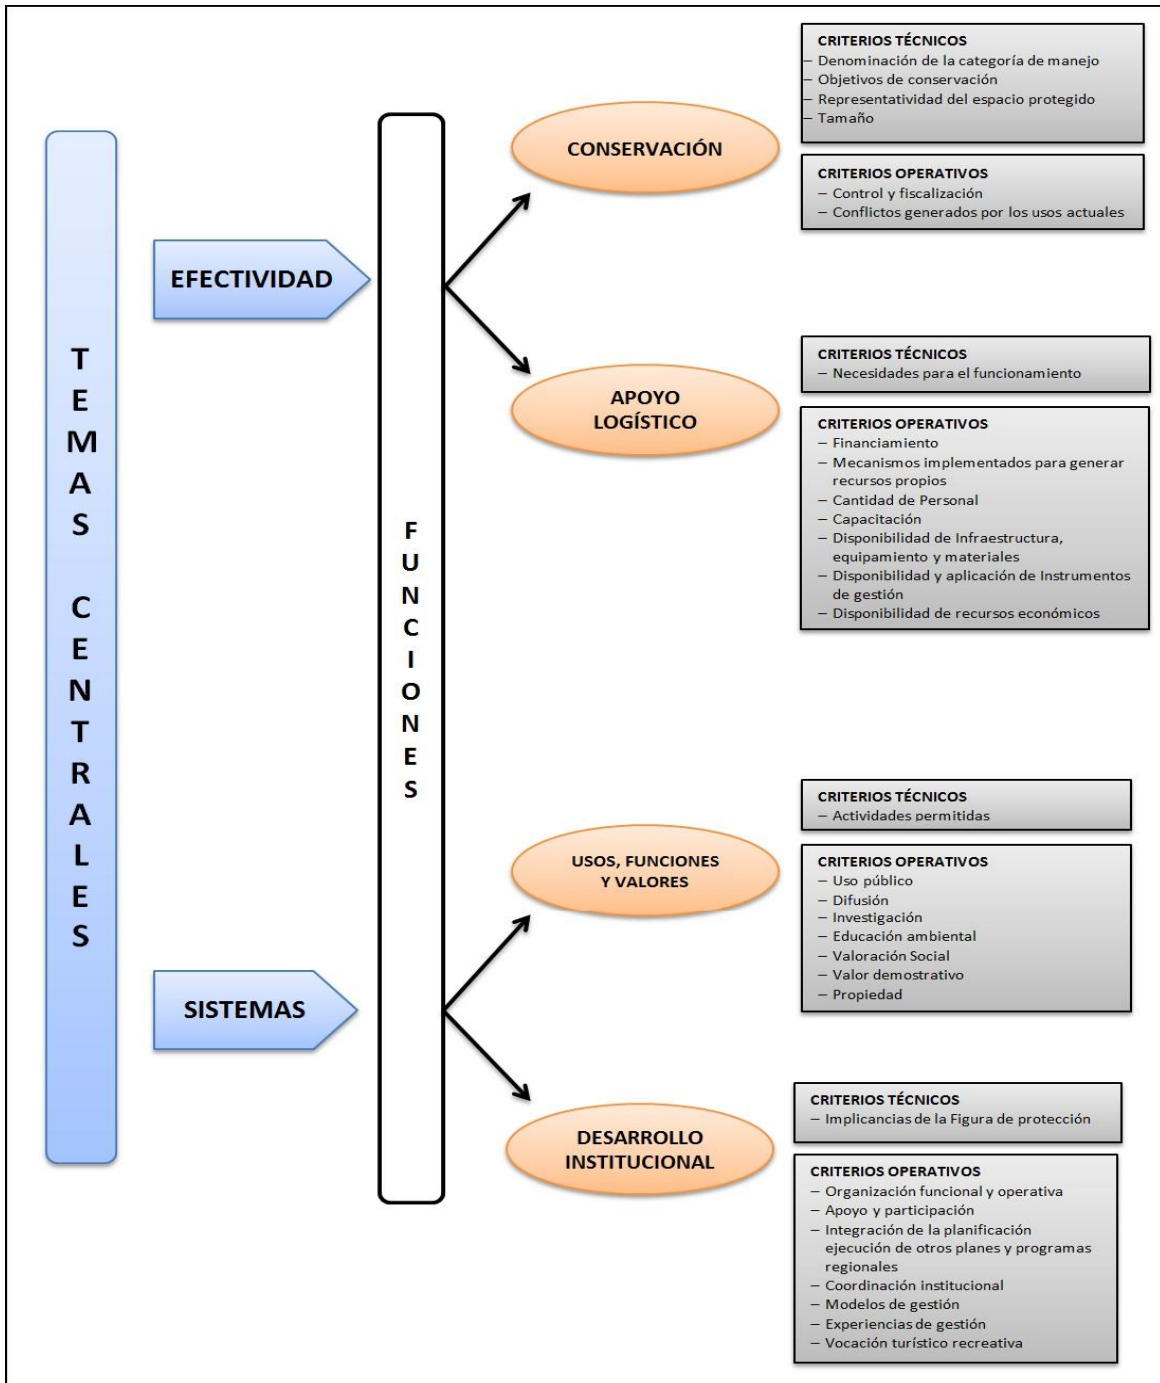 TEMAS CENTRALES
EFECTIVIDAD
SISTEMAS
FUNCIONES
CONSERVACIÓN
CRITERIOS TÉCNICOS
– Denominación de la categoría de manejo
– Objetivos de conservación
– Representatividad del espacio protegido
– Tamaño
CRITERIOS OPERATIVOS
– Control y fiscalización
– Conflictos generados por los usos actuales
APOYO
LOGÍSTICO
CRITERIOS TÉCNICOS
– Necesidades para el funcionamiento
CRITERIOS OPERATIVOS
– Financiamiento
– Mecanismos implementados para generar
recursos propios
– Cantidad de Personal
– Capacitación
– Disponibilidad de Infraestructura,
equipamiento y materiales
– Disponibilidad y aplicación de Instrumentos
de gestión
– Disponibilidad de recursos económicos
USOS, FUNCIONES
Y VALORES
CRITERIOS TÉCNICOS
– Actividades permitidas
CRITERIOS OPERATIVOS
– Uso público
– Difusión
– Investigación
– Educación ambiental
– Valoración Social
– Valor demostrativo
– Propiedad
DESARROLLO
INSTITUCIONAL
CRITERIOS TÉCNICOS
– Implicancias de la Figura de protección
CRITERIOS OPERATIVOS
– Organización funcional y operativa
– Apoyo y participación
– Integración de la planificación
ejecución de otros planes y programas
regionales
– Coordinación institucional
– Modelos de gestión
– Experiencias de gestión
– Vocación turístico recreativa